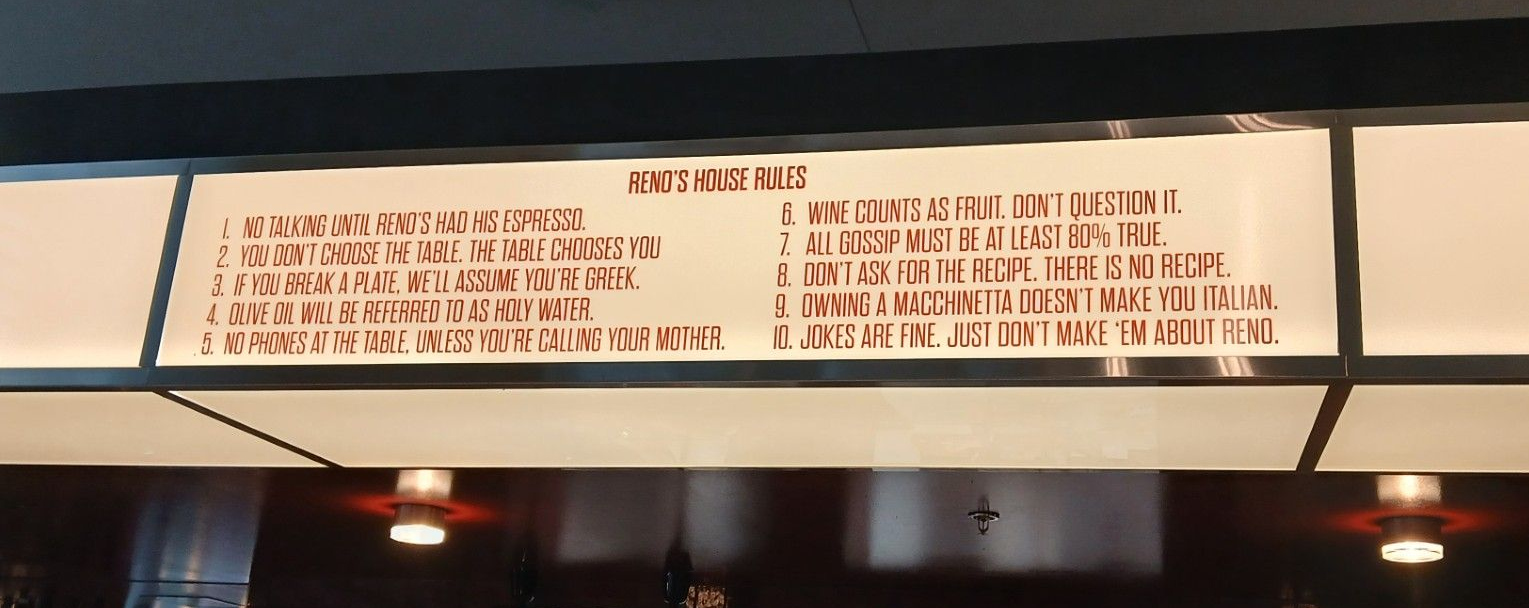 RENO'S HOUSE RULES
1. NO TALKING UNTIL RENO'S HAD HIS ESPRESSO.
2. YOU DON'T CHOOSE THE TABLE. THE TABLE CHOOSES YOU
3. IF YOU BREAK A PLATE, WE'LL ASSUME YOU'RE GREEK.
4. OLIVE OIL WILL BE REFERRED TO AS HOLY WATER.
5. NO PHONES AT THE TABLE, UNLESS YOU'RE CALLING YOUR MOTHER.
6. WINE COUNTS AS FRUIT. DON'T QUESTION IT.
7. ALL GOSSIP MUST BE AT LEAST 80% TRUE.
8. DON'T ASK FOR THE RECIPE. THERE IS NO RECIPE.
9. OWNING A MACCHINETTA DOESN'T MAKE YOU ITALIAN.
10. JOKES ARE FINE. JUST DON'T MAKE ‘EM ABOUT RENO.